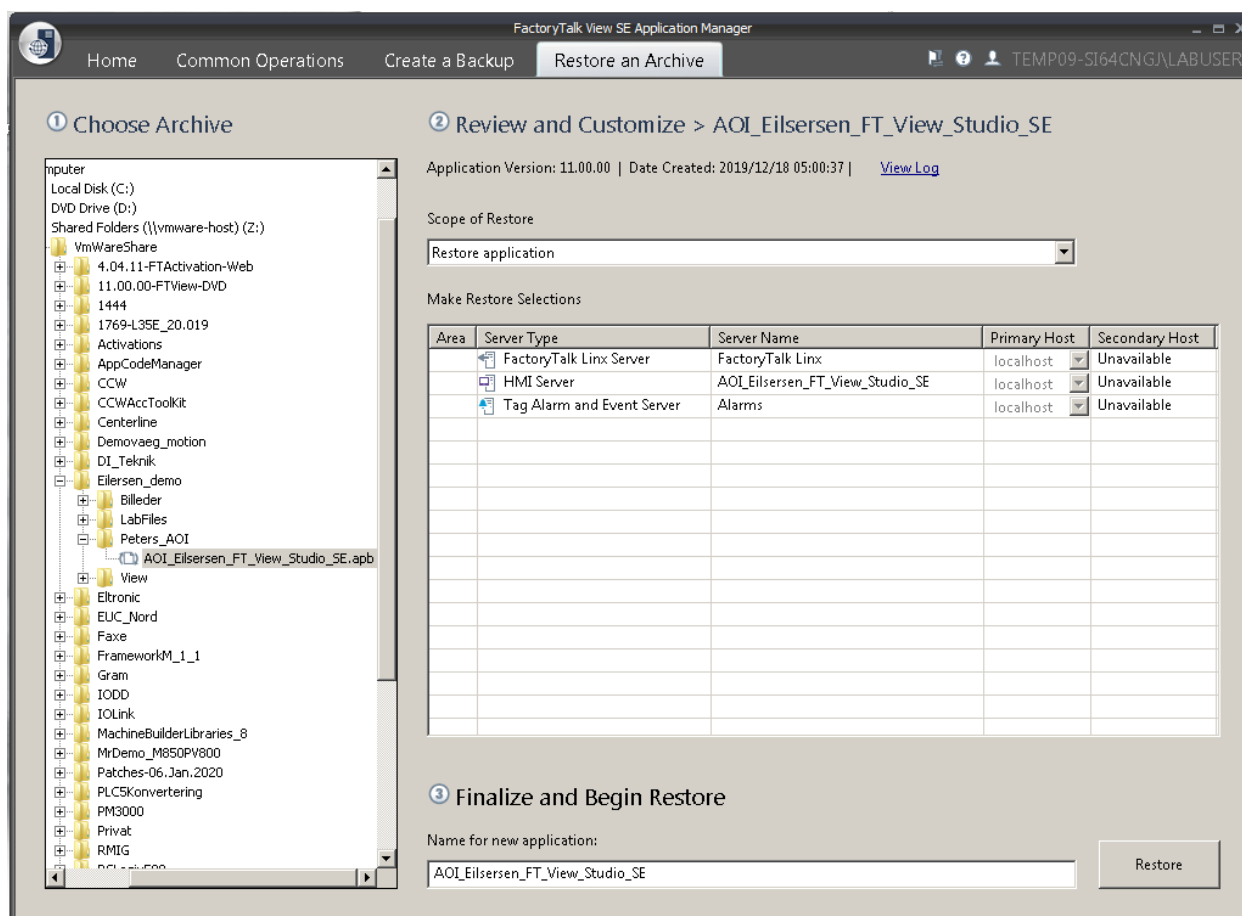 FactoryTalk View SE Application Manager
Home Common Operations Create a Backup Restore an Archive TEMP09-SI64CNGJ\LABUSER
1 Choose Archive
mputer
Local Disk (C:)
DVD Drive (D:)
Shared Folders (\\vmware-host) (Z:)
VmWareShare
4.04.11-FTActivation-Web
11.00.00-FTView-DVD
1444
1769-L35E_20.019
Activations
AppCodeManager
CCW
CCWAccToolKit
Centerline
Demovaeg_motion
DI_Teknik
Eilersen_demo
Billeder
LabFiles
Peters_AOI
AOI_Eilsersen_FT_View_Studio_SE.apb
View
Eltronic
EUC_Nord
Faxe
FrameworkM_1_1
Gram
IODD
IOLink
MachineBuilderLibraries_8
MrDemo_M850PV800
Patches-06.Jan.2020
PLC5Konvertering
PM3000
Privat
RMIG
2 Review and Customize > AOI_Eilsersen_FT_View_Studio_SE
Application Version: 11.00.00 | Date Created: 2019/12/18 05:00:37 | View Log
Scope of Restore
Restore application
Make Restore Selections
Area Server Type Server Name Primary Host Secondary Host
FactoryTalk Linx Server FactoryTalk Linx localhost Unavailable
HMI Server AOI_Eilsersen_FT_View_Studio_SE localhost Unavailable
Tag Alarm and Event Server Alarms localhost Unavailable
3 Finalize and Begin Restore
Name for new application:
AOI_Eilsersen_FT_View_Studio_SE
Restore